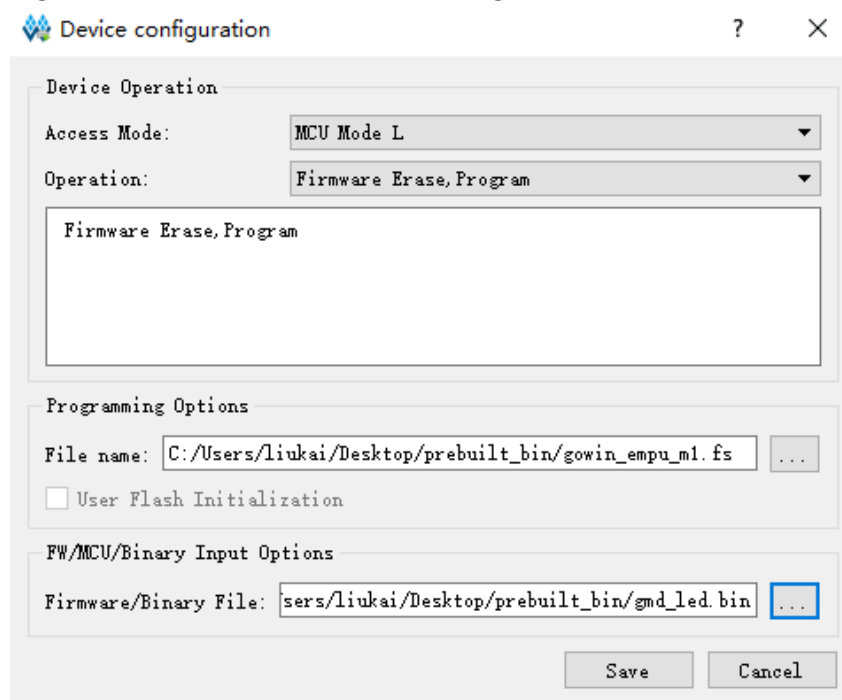 Device configuration ? ×
Device Operation
Access Mode: MCU Mode L
Operation: Firmware Erase,Program
Firmware Erase,Program
Programming Options
File name: C:/Users/liukai/Desktop/prebuilt_bin/gowin_empu_m1.fs ...
User Flash Initialization
FW/MCU/Binary Input Options
Firmware/Binary File: sers/liukai/Desktop/prebuilt_bin/gmd_led.bin ...
Save Cancel